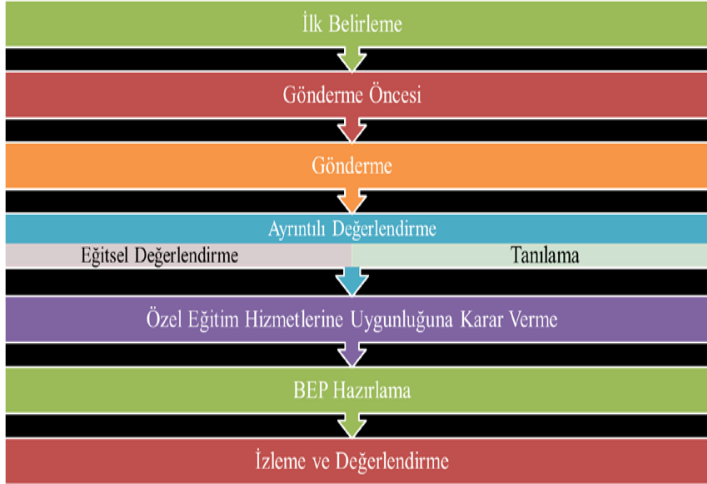 İlk Belirleme
Gönderme Öncesi
Gönderme
Ayrıntılı Değerlendirme
Eğitsel Değerlendirme
Tanılama
Özel Eğitim Hizmetlerine Uygunluğuna Karar Verme
BEP Hazırlama
İzleme ve Değerlendirme